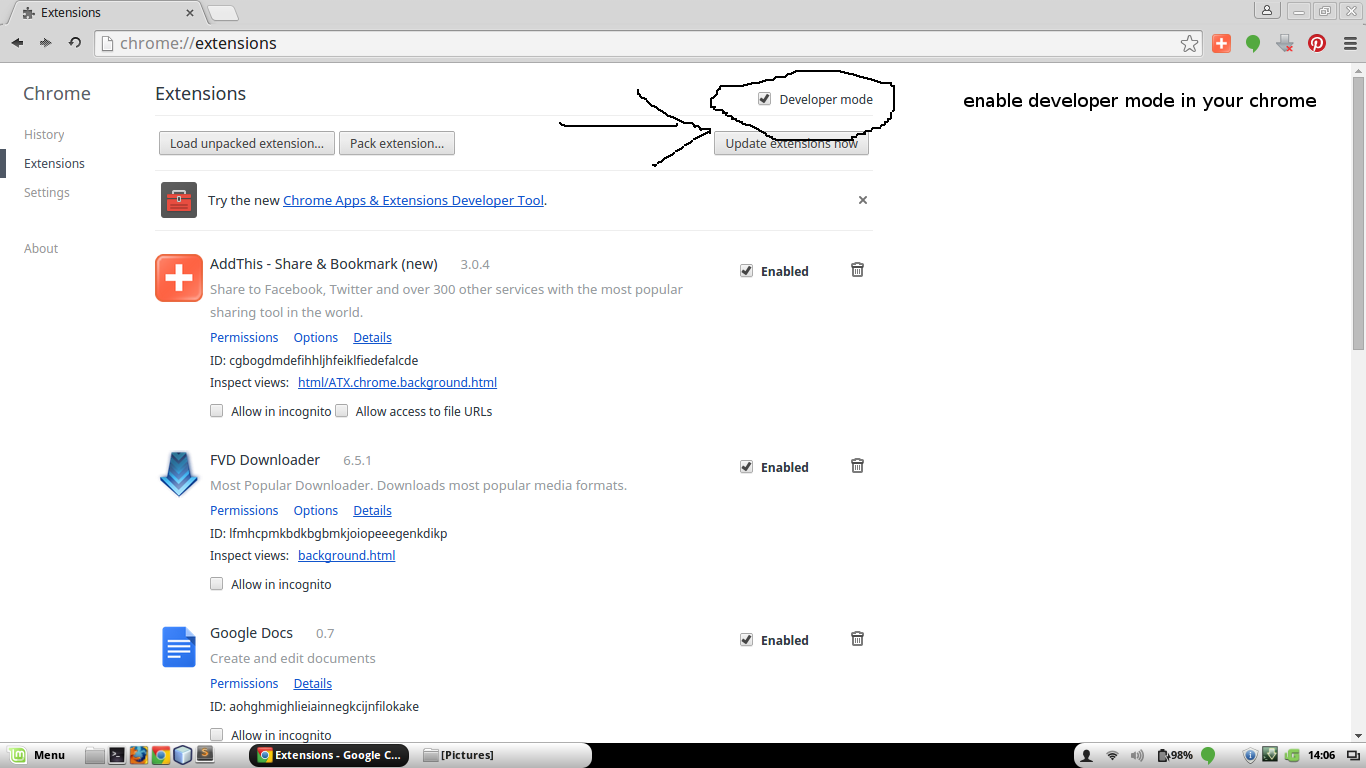 Extensions
chrome://extensions
Chrome
Extensions
Developer mode
enable developer mode in your chrome
History
Extensions
Settings
About
Load unpacked extension... Pack extension... Update extensions now
Try the new Chrome Apps & Extensions Developer Tool.
AddThis - Share & Bookmark (new) 3.0.4
Enabled
Share to Facebook, Twitter and over 300 other services with the most popular
sharing tool in the world.
Permissions Options Details
ID: cgbogdmdefihhljhfeiklfiedefalcde
Inspect views: html/ATX.chrome.background.html
Allow in incognito Allow access to file URLs
FVD Downloader 6.5.1
Enabled
Most Popular Downloader. Downloads most popular media formats.
Permissions Options Details
ID: lfmhcpmkbdkbgbmkjoiopeeegenkdikp
Inspect views: background.html
Allow in incognito
Google Docs 0.7
Enabled
Create and edit documents
Permissions Details
ID: aohghmighlieiainnegkcijnfilokake
Allow in incognito
Menu Extensions - Google C... [Pictures] 98% 14:06